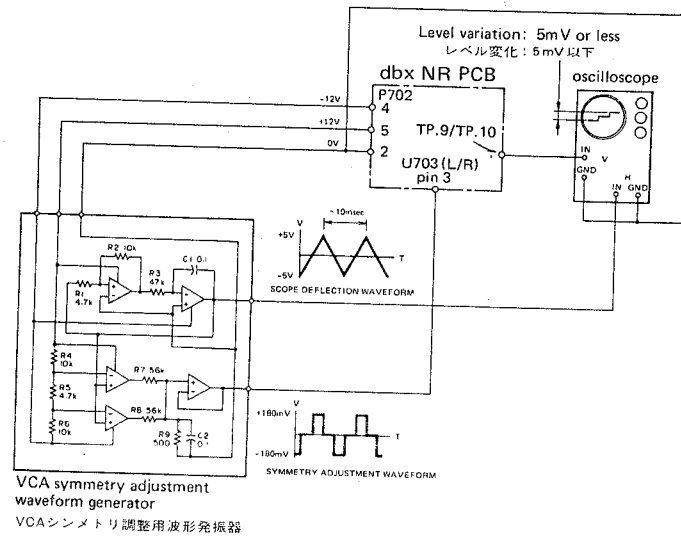 Level variation: 5mV or less
レベル変化:5mV以下
dbx NR PCB
oscilloscope
P702
-12V
4
+12V
5
TP.9/TP.10
0V
2
U703 (L/R)
pin 3
IN
V
GND
H
IN
GND
~10msec
V
+5V
T
-5V
SCOPE DEFLECTION WAVEFORM
R2 10k
C1 0.1
R3
47k
R1
4.7k
R4
10k
R7 56k
R5
4.7k
R8 56k
R6
10k
R9
500
C2
0.1
V
+180mV
T
-180mV
SYMMETRY ADJUSTMENT WAVEFORM
VCA symmetry adjustment
waveform generator
VCAシンメトリ調整用波形発振器